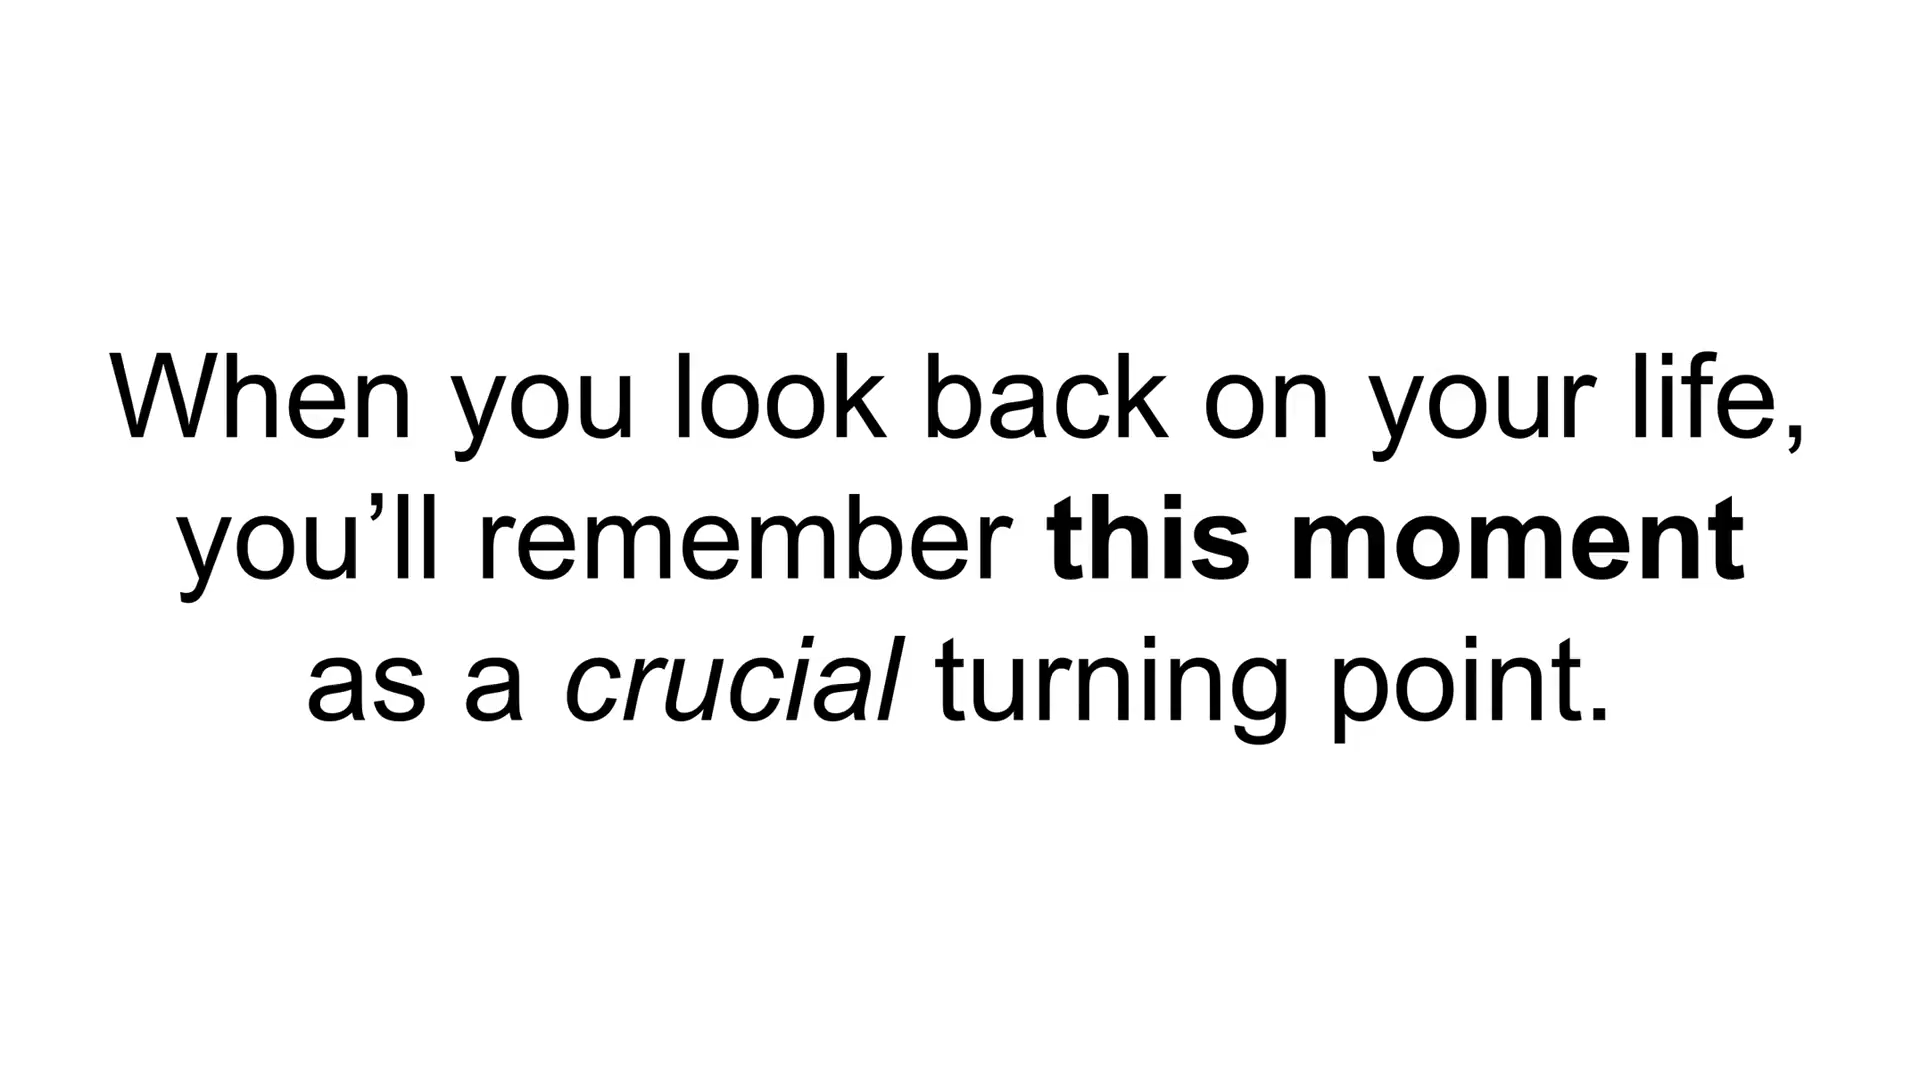 When you look back on your life,
you’ll remember this moment
as a crucial turning point.